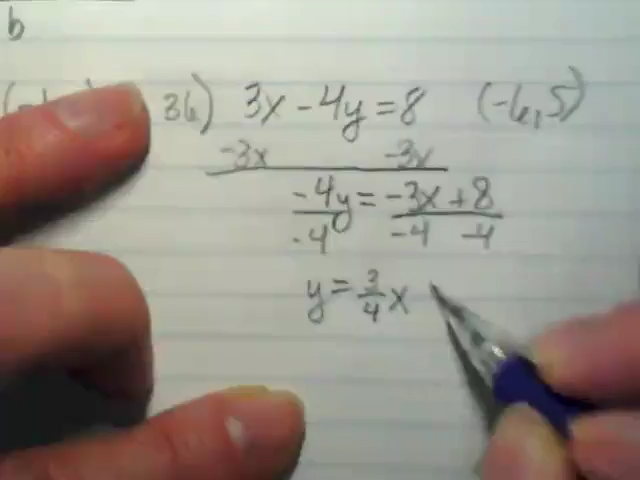 b
36) 3x - 4y = 8 (-6, 5)
-3x -3x
-4y = -3x + 8
-4 -4 -4
y = 3/4 x